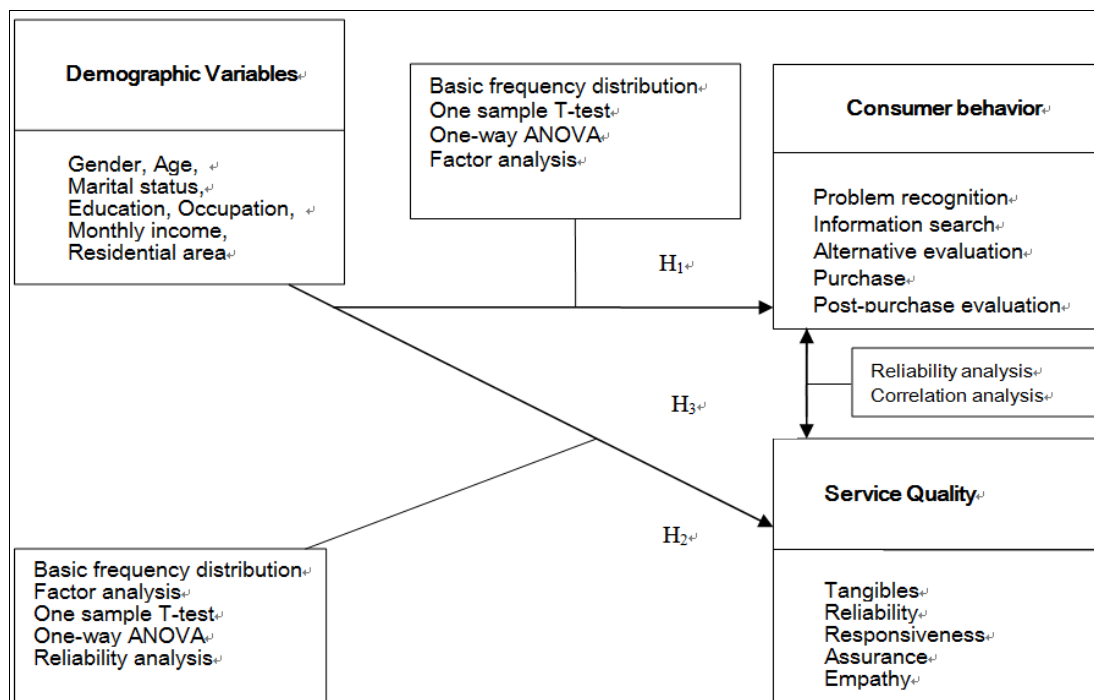 Demographic Variables
Gender, Age,
Marital status,
Education, Occupation,
Monthly income,
Residential area
Basic frequency distribution
One sample T-test
One-way ANOVA
Factor analysis
Consumer behavior
Problem recognition
Information search
Alternative evaluation
Purchase
Post-purchase evaluation
H₁
Reliability analysis
Correlation analysis
H₃
Service Quality
Tangibles
Reliability
Responsiveness
Assurance
Empathy
H₂
Basic frequency distribution
Factor analysis
One sample T-test
One-way ANOVA
Reliability analysis